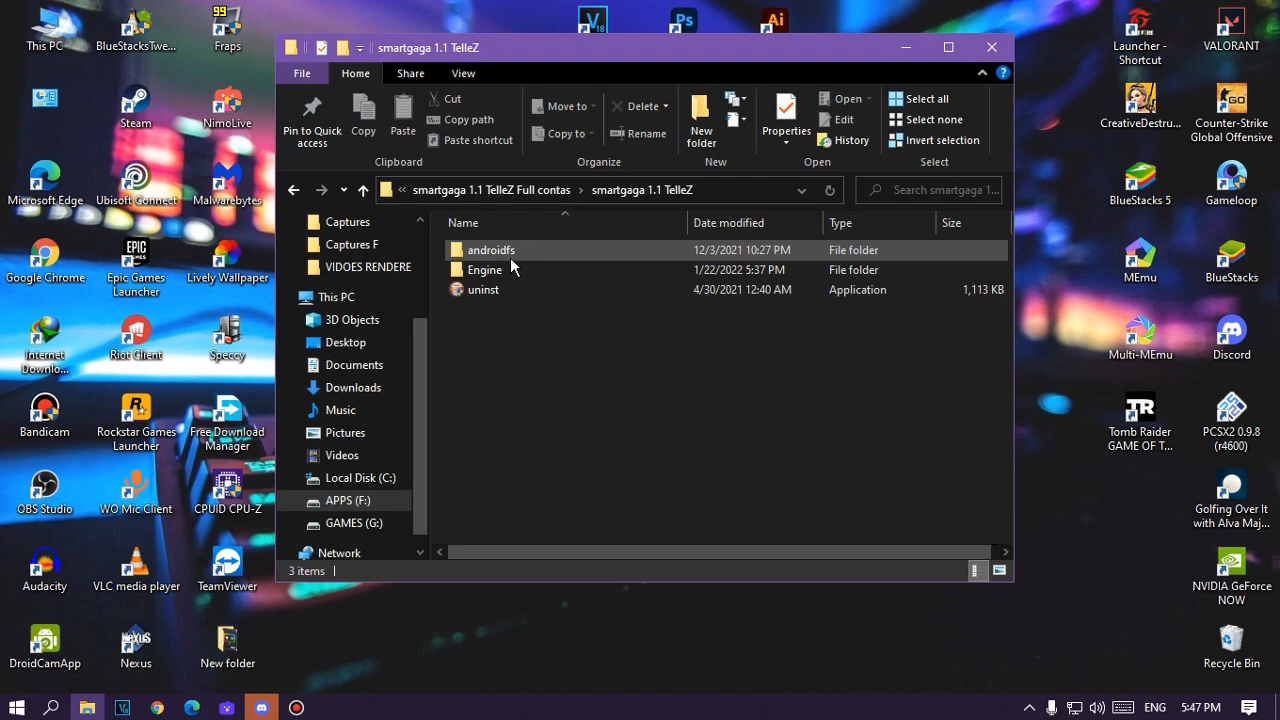 This PC
BlueStacksTwe...
99
Fraps
V
18
Ps
Ai
Launcher -
Shortcut
VALORANT
smartgaga 1.1 TelleZ
File
Home
Share
View
Pin to Quick
access
Copy
Paste
Cut
Copy path
Paste shortcut
Clipboard
Move to
Copy to
Delete
Rename
Organize
New
folder
New
Properties
Open
Edit
History
Open
Select all
Select none
Invert selection
Select
smartgaga 1.1 TelleZ Full contas
smartgaga 1.1 TelleZ
Search smartgaga 1....
Name
Date modified
Type
Size
androidfs
12/3/2021 10:27 PM
File folder
Engine
1/22/2022 5:37 PM
File folder
uninst
4/30/2021 12:40 AM
Application
1,113 KB
Captures
Captures F
VIDOES RENDERE
This PC
3D Objects
Desktop
Documents
Downloads
Music
Pictures
Videos
Local Disk (C:)
APPS (F:)
GAMES (G:)
Network
3 items
Steam
NimoLive
Microsoft Edge
Ubisoft Connect
Malwarebytes
Google Chrome
EPIC
GAMES
Epic Games
Launcher
Lively Wallpaper
Internet
Downlo...
Riot Client
Speccy
Bandicam
Rockstar Games
Launcher
Free Download
Manager
OBS Studio
WO Mic Client
CPUID CPU-Z
Audacity
VLC media player
TeamViewer
DroidCamApp
NEXUS
Nexus
New folder
CreativeDestru...
GO
Counter-Strike
Global Offensive
BlueStacks 5
Gameloop
MEmu
BlueStacks
Multi-MEmu
Discord
TR
Tomb Raider
GAME OF T...
PCSX2 0.9.8
(r4600)
Golfing Over It
with Alva Maj...
NVIDIA GeForce
NOW
Recycle Bin
V
ENG
5:47 PM